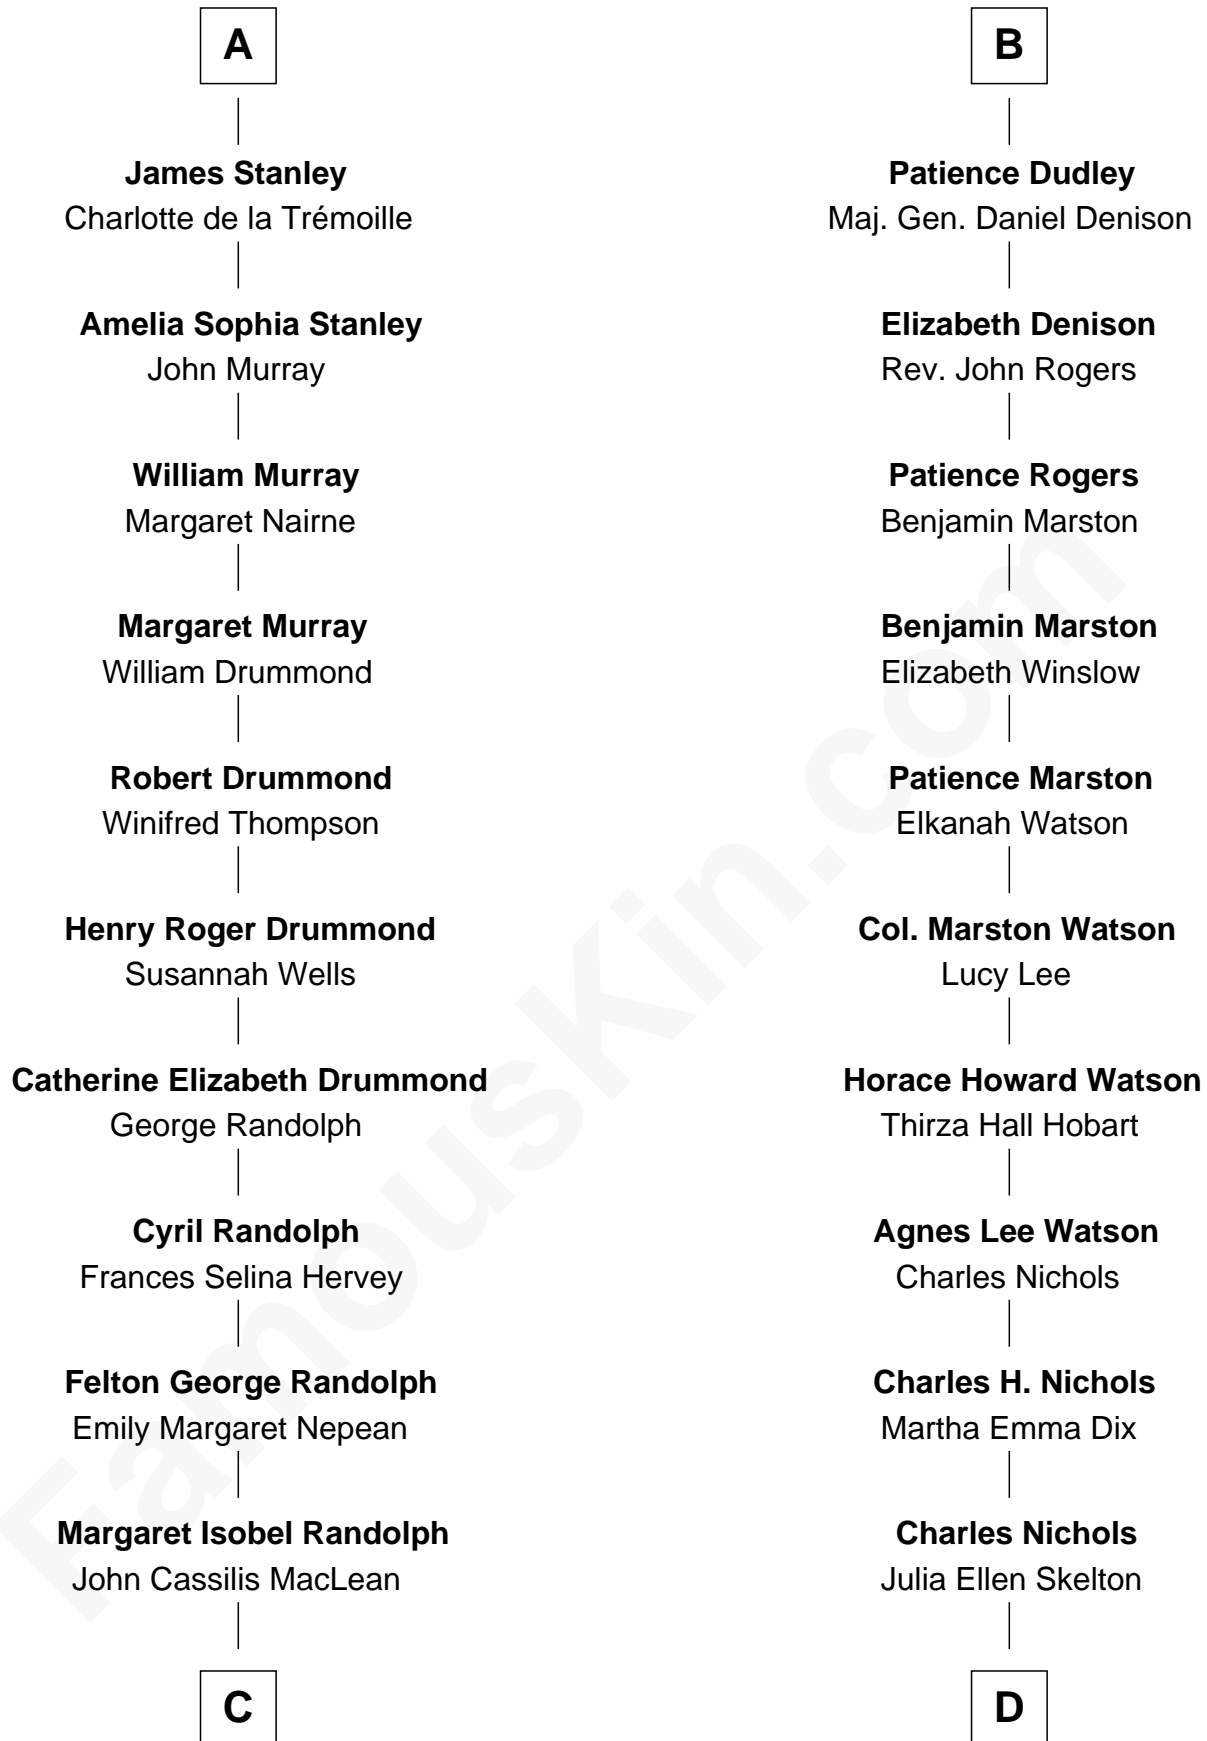 A
James Stanley
Charlotte de la Trémoille
Amelia Sophia Stanley
John Murray
William Murray
Margaret Nairne
Margaret Murray
William Drummond
Robert Drummond
Winifred Thompson
Henry Roger Drummond
Susannah Wells
Catherine Elizabeth Drummond
George Randolph
Cyril Randolph
Frances Selina Hervey
Felton George Randolph
Emily Margaret Nepean
Margaret Isobel Randolph
John Cassilis MacLean
C
B
Patience Dudley
Maj. Gen. Daniel Denison
Elizabeth Denison
Rev. John Rogers
Patience Rogers
Benjamin Marston
Benjamin Marston
Elizabeth Winslow
Patience Marston
Elkanah Watson
Col. Marston Watson
Lucy Lee
Horace Howard Watson
Thirza Hall Hobart
Agnes Lee Watson
Charles Nichols
Charles H. Nichols
Martha Emma Dix
Charles Nichols
Julia Ellen Skelton
D
FamousKin.com